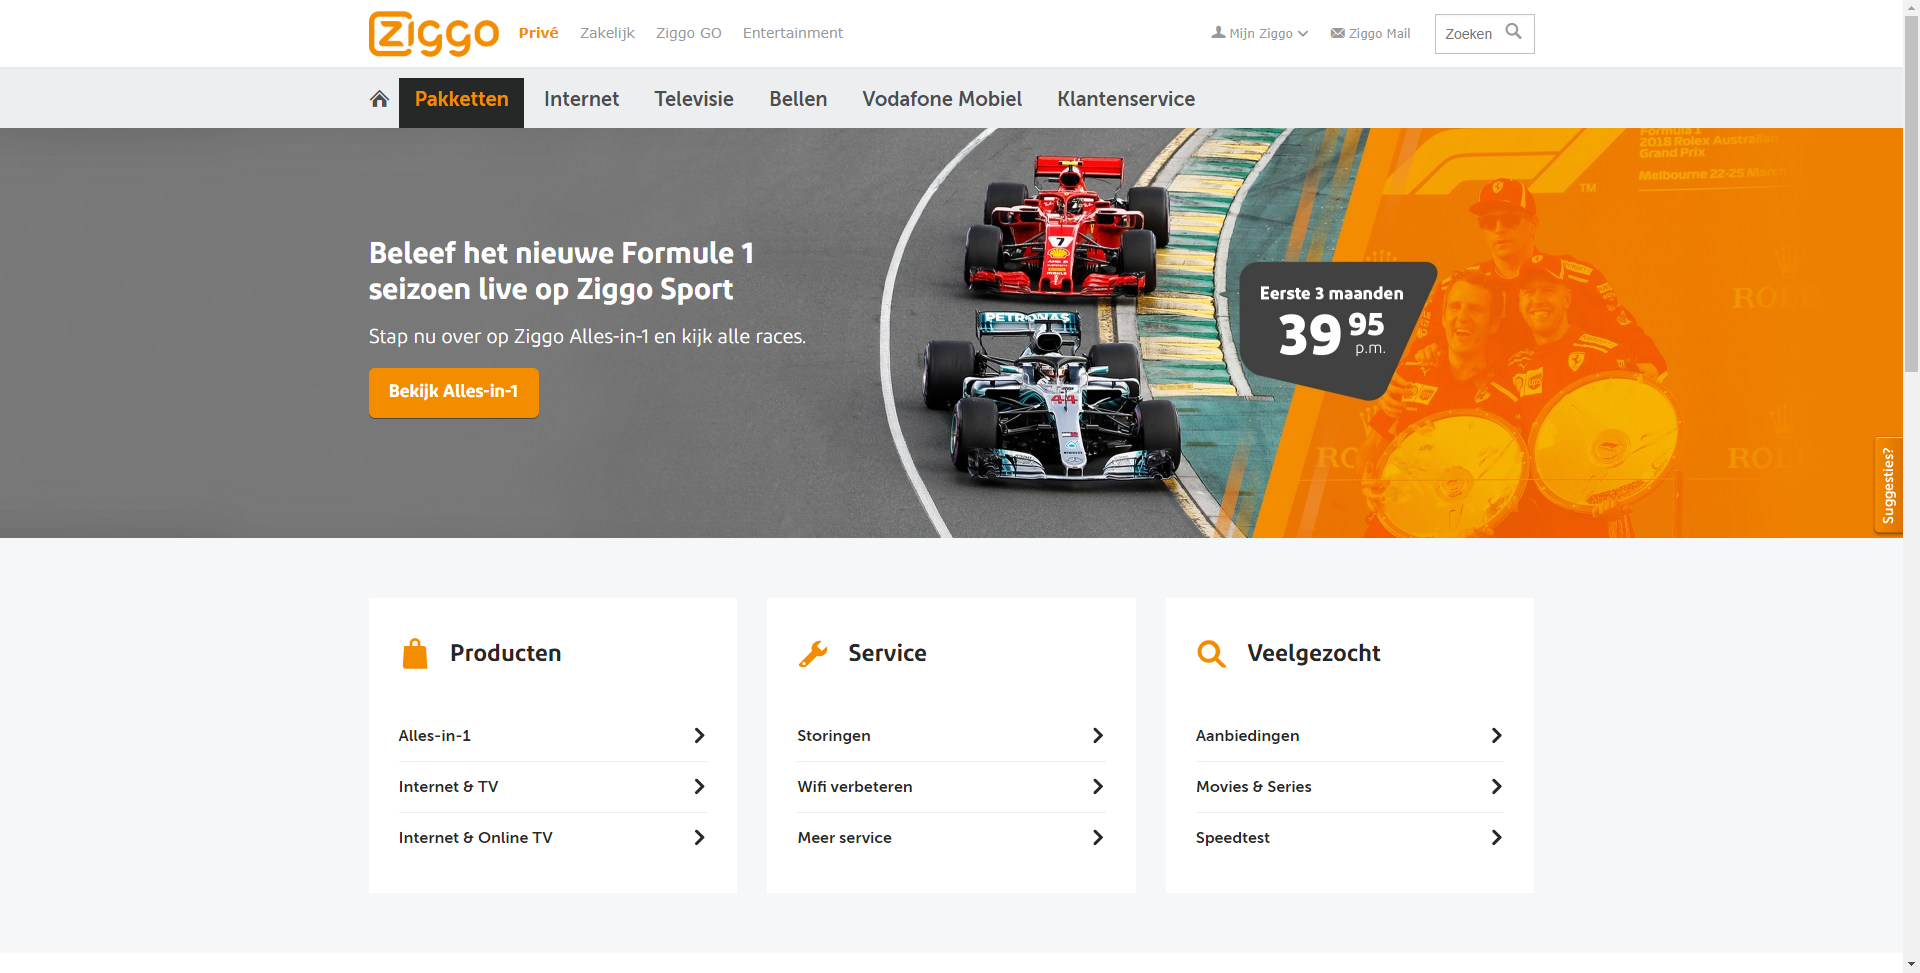 Ziggo
Privé Zakelijk Ziggo GO Entertainment
Mijn Ziggo Ziggo Mail Zoeken
Pakketten Internet Televisie Bellen Vodafone Mobiel Klantenservice
Formula 1
2018 Rolex Australian
Grand Prix
Melbourne 22-25 March
TM
Beleef het nieuwe Formule 1
seizoen live op Ziggo Sport
Stap nu over op Ziggo Alles-in-1 en kijk alle races.
Bekijk Alles-in-1
7
PETRONAS
44
Eerste 3 maanden
39 95
p.m.
Suggesties?
Producten
Alles-in-1
Internet & TV
Internet & Online TV
Service
Storingen
Wifi verbeteren
Meer service
Veelgezocht
Aanbiedingen
Movies & Series
Speedtest